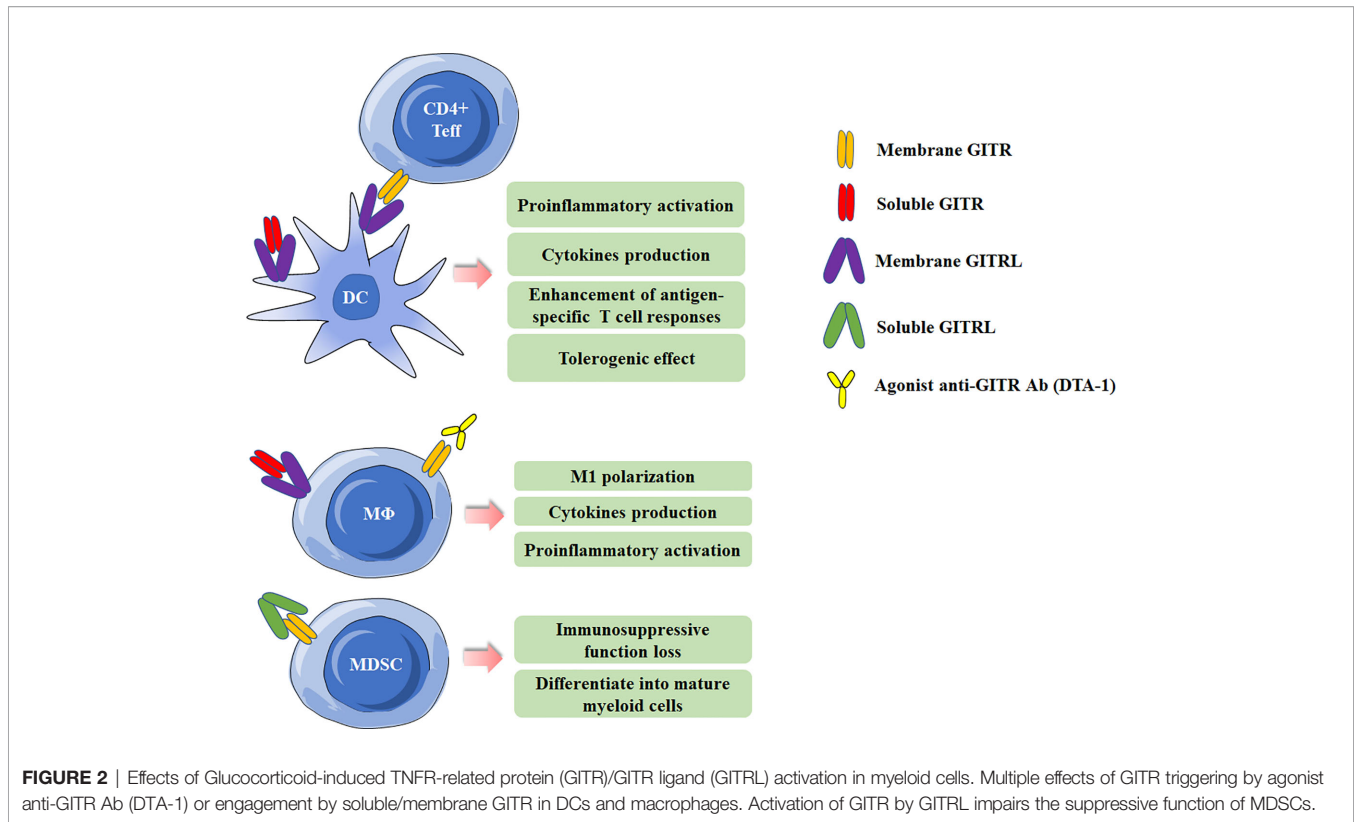 CD4+
Teff
DC
Proinflammatory activation
Cytokines production
Enhancement of antigen-
specific T cell responses
Tolerogenic effect
Membrane GITR
Soluble GITR
Membrane GITRL
Soluble GITRL
Agonist anti-GITR Ab (DTA-1)
MΦ
M1 polarization
Cytokines production
Proinflammatory activation
MDSC
Immunosuppressive
function loss
Differentiate into mature
myeloid cells
FIGURE 2 | Effects of Glucocorticoid-induced TNFR-related protein (GITR)/GITR ligand (GITRL) activation in myeloid cells. Multiple effects of GITR triggering by agonist
anti-GITR Ab (DTA-1) or engagement by soluble/membrane GITR in DCs and macrophages. Activation of GITR by GITRL impairs the suppressive function of MDSCs.